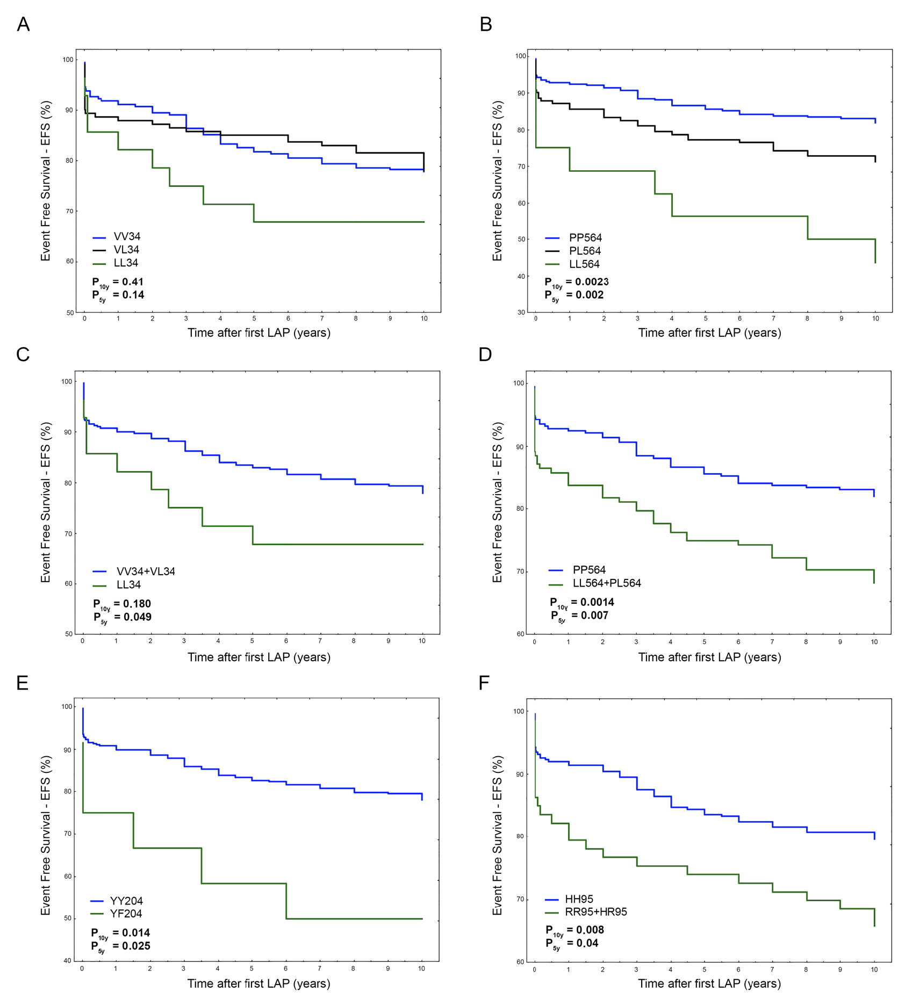 A
Event Free Survival - EFS (%)
100
90
80
70
60
50
VV34
VL34
LL34
P10y = 0.41
P5y = 0.14
0 1 2 3 4 5 6 7 8 9 10
Time after first LAP (years)
B
Event Free Survival - EFS (%)
100
90
80
70
60
50
40
30
PP564
PL564
LL564
P10y = 0.0023
P5y = 0.002
0 1 2 3 4 5 6 7 8 9 10
Time after first LAP (years)
C
Event Free Survival - EFS (%)
100
90
80
70
60
50
VV34+VL34
LL34
P10y = 0.180
P5y = 0.049
0 1 2 3 4 5 6 7 8 9 10
Time after first LAP (years)
D
Event Free Survival - EFS (%)
100
90
80
70
60
PP564
LL564+PL564
P10y = 0.0014
P5y = 0.007
0 1 2 3 4 5 6 7 8 9 10
Time after first LAP (years)
E
Event Free Survival - EFS (%)
100
90
80
70
60
50
40
YY204
YF204
P10y = 0.014
P5y = 0.025
0 1 2 3 4 5 6 7 8 9 10
Time after first LAP (years)
F
Event Free Survival - EFS (%)
100
90
80
70
60
HH95
RR95+HR95
P10y = 0.008
P5y = 0.04
0 1 2 3 4 5 6 7 8 9 10
Time after first LAP (years)